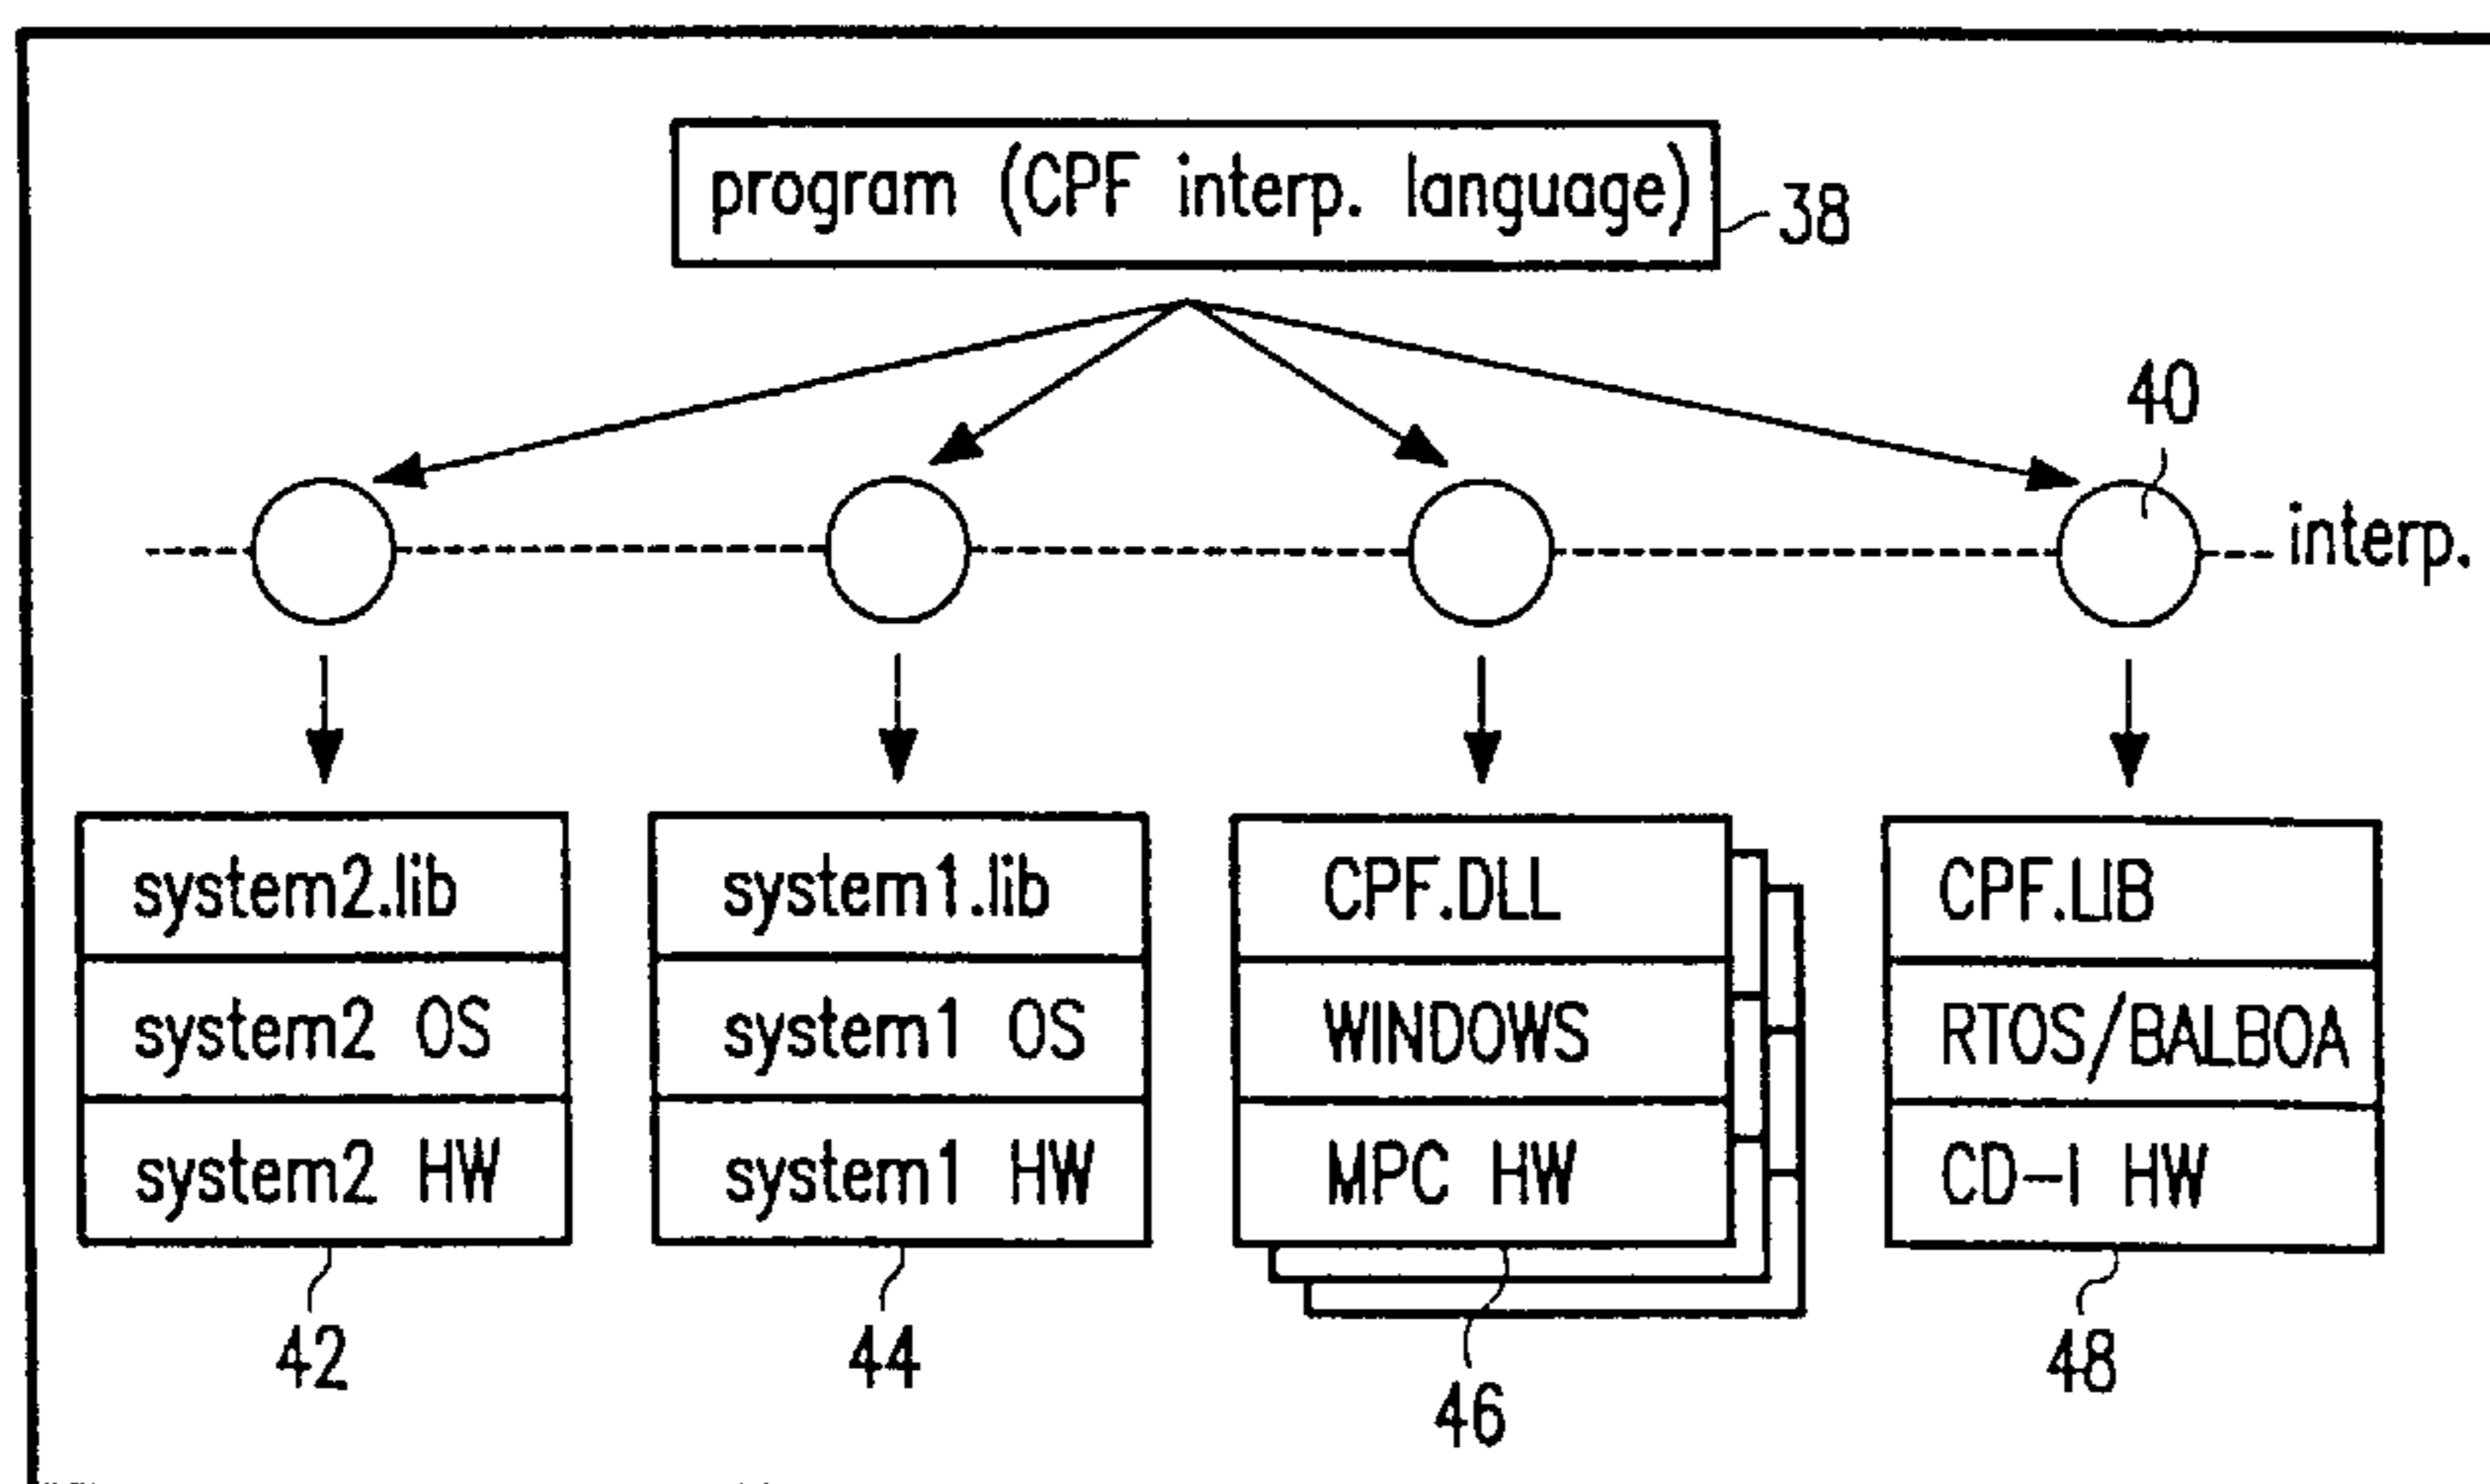 program (CPF interp. language)
38
40
interp.
system2.lib
system2 OS
system2 HW
42
system1.lib
system1 OS
system1 HW
44
CPF.DLL
WINDOWS
MPC HW
46
CPF.LIB
RTOS/BALBOA
CD-I HW
48